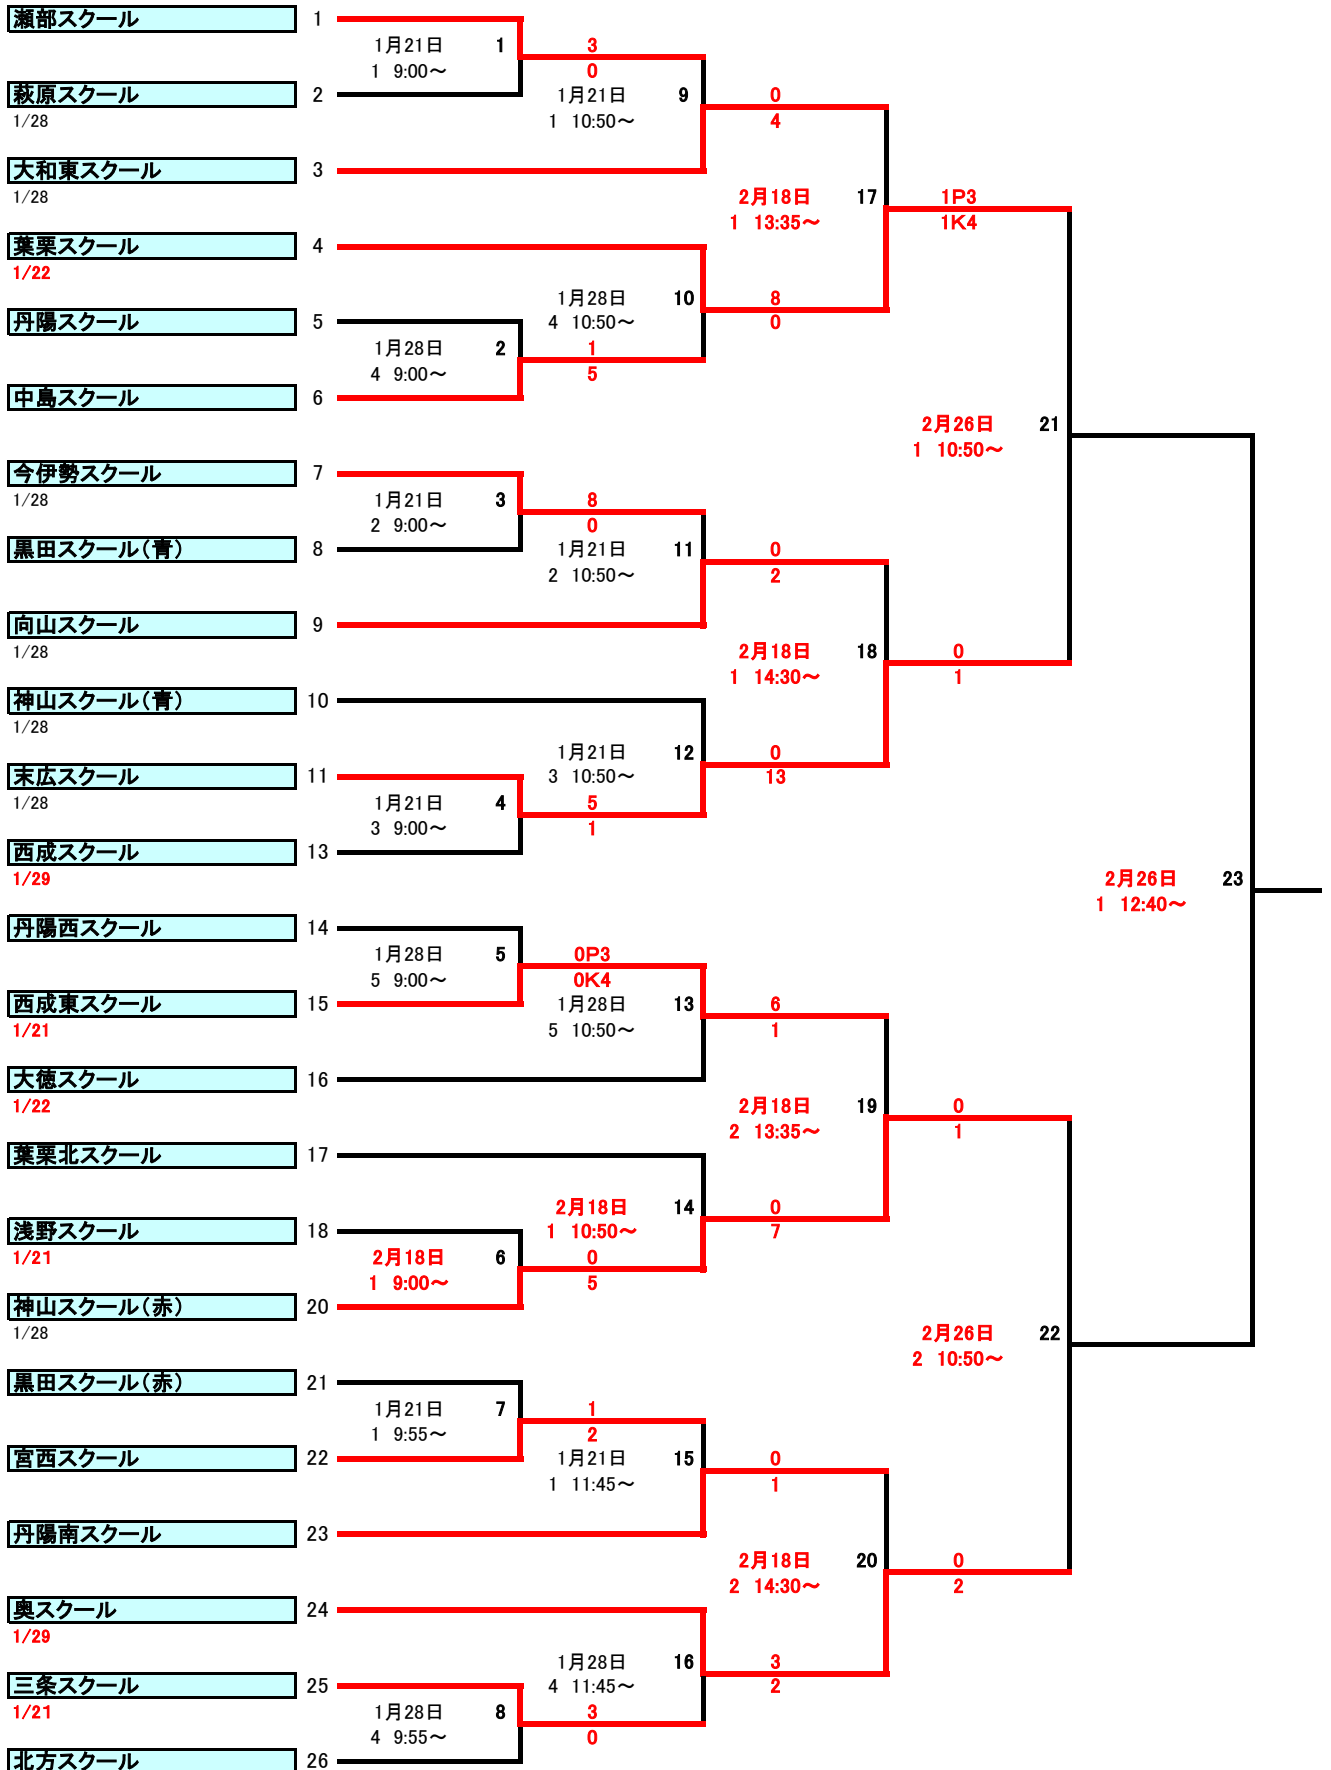 瀬部スクール 1
1月21日 1 3
1 9:00～ 0
萩原スクール 2 1月21日 9 0
1/28 1 10:50～ 4
大和東スクール 3
1/28 2月18日 17 1P3
1 13:35～ 1K4
葉栗スクール 4
1/22
1月28日 10 8
丹陽スクール 5 4 10:50～ 0
1月28日 2 1
4 9:00～ 5
中島スクール 6
2月26日 21
1 10:50～
今伊勢スクール 7
1/28 1月21日 3 8
2 9:00～ 0
黒田スクール（青） 8 1月21日 11 0
2 10:50～ 2
向山スクール 9
1/28 2月18日 18 0
1 14:30～ 1
神山スクール（青） 10
1/28
1月21日 12 0
末広スクール 11 3 10:50～ 13
1/28 1月21日 4 5
3 9:00～ 1
西成スクール 13
1/29 2月26日 23
1 12:40～
丹陽西スクール 14
1月28日 5 0P3
5 9:00～ 0K4
西成東スクール 15 1月28日 13 6
1/21 5 10:50～ 1
大徳スクール 16
1/22 2月18日 19 0
2 13:35～ 1
葉栗北スクール 17
2月18日 14 0
浅野スクール 18 1 10:50～ 7
1/21 2月18日 6 0
1 9:00～ 5
神山スクール（赤） 20
1/28 2月26日 22
2 10:50～
黒田スクール（赤） 21
1月21日 7 1
1 9:55～ 2
宮西スクール 22 1月21日 15 0
1 11:45～ 1
丹陽南スクール 23
2月18日 20 0
2 14:30～ 2
奥スクール 24
1/29
1月28日 16 3
三条スクール 25 4 11:45～ 2
1/21 1月28日 8 3
4 9:55～ 0
北方スクール 26